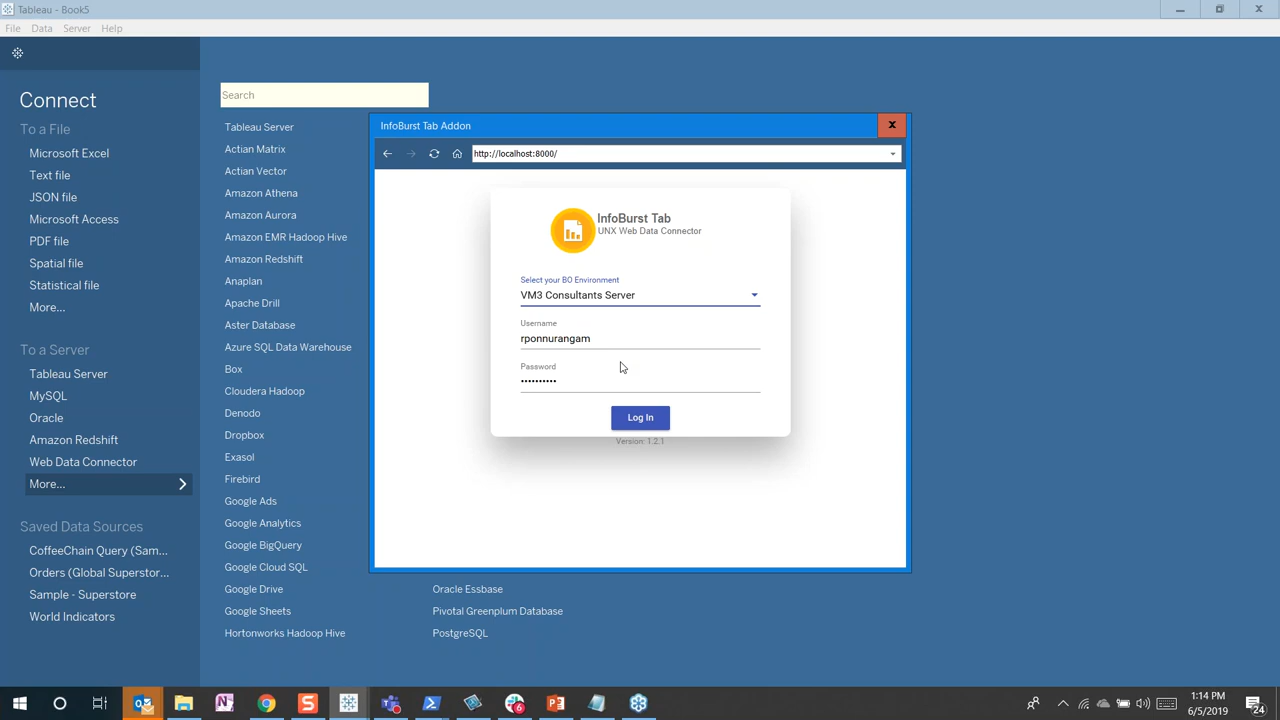 Tableau - Book5
File Data Server Help
Connect
To a File
Microsoft Excel
Text file
JSON file
Microsoft Access
PDF file
Spatial file
Statistical file
More...
To a Server
Tableau Server
MySQL
Oracle
Amazon Redshift
Web Data Connector
More...
Saved Data Sources
CoffeeChain Query (Sam...
Orders (Global Superstor...
Sample - Superstore
World Indicators
Search
Tableau Server
Actian Matrix
Actian Vector
Amazon Athena
Amazon Aurora
Amazon EMR Hadoop Hive
Amazon Redshift
Anaplan
Apache Drill
Aster Database
Azure SQL Data Warehouse
Box
Cloudera Hadoop
Denodo
Dropbox
Exasol
Firebird
Google Ads
Google Analytics
Google BigQuery
Google Cloud SQL
Google Drive
Google Sheets
Hortonworks Hadoop Hive
Oracle Essbase
Pivotal Greenplum Database
PostgreSQL
InfoBurst Tab Addon
http://localhost:8000/
InfoBurst Tab
UNX Web Data Connector
Select your BO Environment
VM3 Consultants Server
Username
rponnurangam
Password
••••••••••
Log In
Version: 1.2.1
1:14 PM
6/5/2019
24